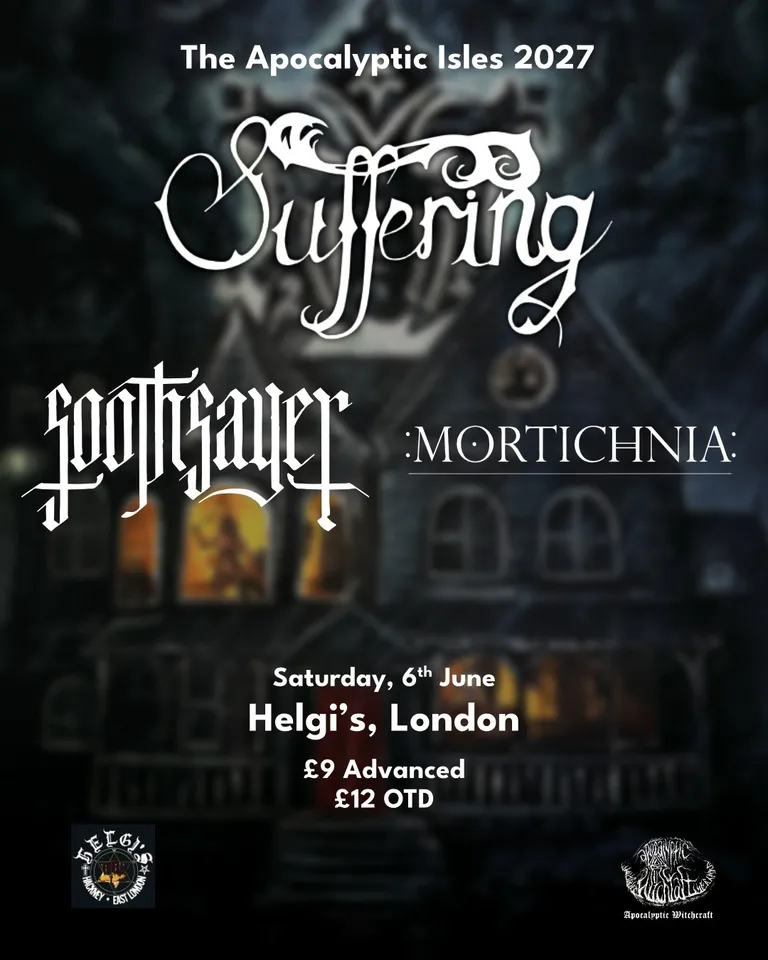 The Apocalyptic Isles 2027
Suffering
Soothsayer
:MORTICHNIA:
Saturday, 6th June
Helgi's, London
£9 Advanced
£12 OTD
HELGI'S
HACKNEY • EAST LONDON
Apocalyptic Witchcraft